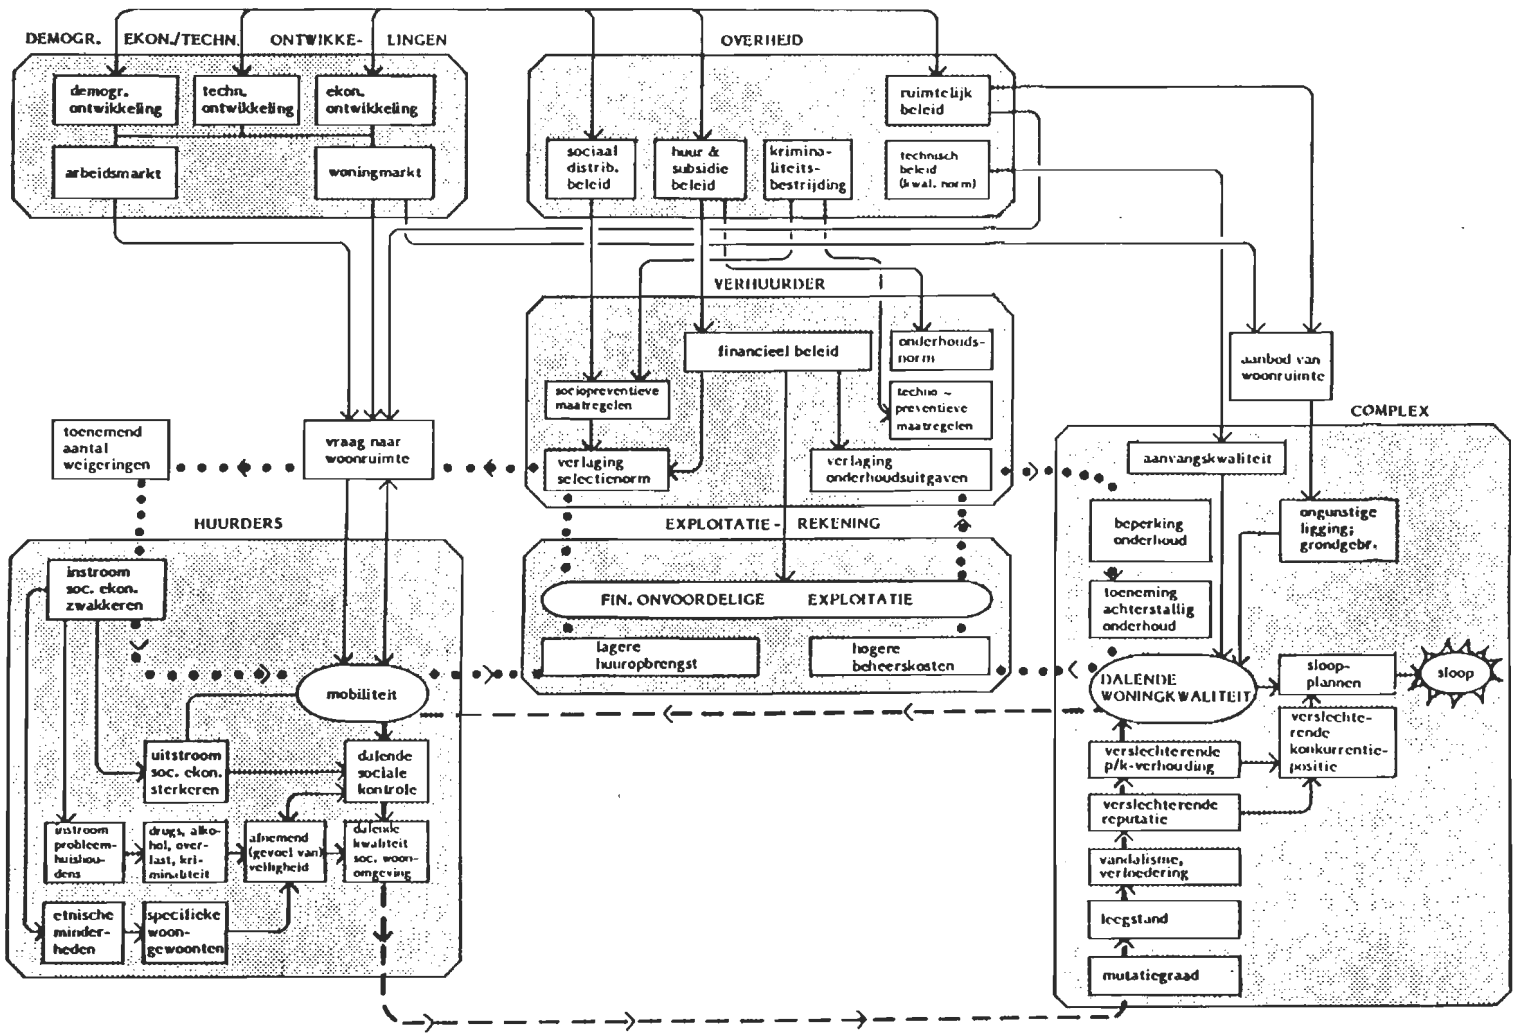 DEMOGR. EKON./TECHN. ONTWIKKE- LINGEN
demogr.
ontwikkeling
techn.
ontwikkeling
ekon.
ontwikkeling
arbeidsmarkt
woningmarkt
OVERHEID
ruimtelijk
beleid
sociaal
distrib.
beleid
huur &
subsidie
beleid
krimina-
liteits-
bestrijding
technisch
beleid
(kwal. norm)
VERHUURDER
financieel beleid
onderhouds-
norm
sociopreventieve
maatregelen
techno -
preventieve
maatregelen
verlaging
selectienorm
verlaging
onderhoudsuitgaven
aanbod van
woonruimte
toenemend
aantal
weigeringen
vraag naar
woonruimte
HUURDERS
instroom
soc. ekon.
zwakkeren
mobiliteit
uitstroom
soc. ekon.
sterkeren
dalende
sociale
kontrole
instroom
probleem-
huishou-
dens
drugs, alko-
hol, over-
last, kri-
minaliteit
afnemend
(gevoel van)
veiligheid
dalende
kwaliteit
soc. woon-
omgeving
etnische
minder-
heden
specifieke
woon-
gewoonten
EXPLOITATIE- REKENING
FIN. ONVOORDELIGE EXPLOITATIE
lagere
huuropbrengst
hogere
beheerskosten
COMPLEX
aanvangskwaliteit
beperking
onderhoud
ongunstige
ligging;
grondgebr.
toeneming
achterstallig
onderhoud
DALENDE
WONINGKWALITEIT
sloop-
plannen
sloop
verslechterende
p/k-verhouding
verslechte-
rende
konkurrentie-
positie
verslechterende
reputatie
vandalisme,
verloedering
leegstand
mutatiegraad